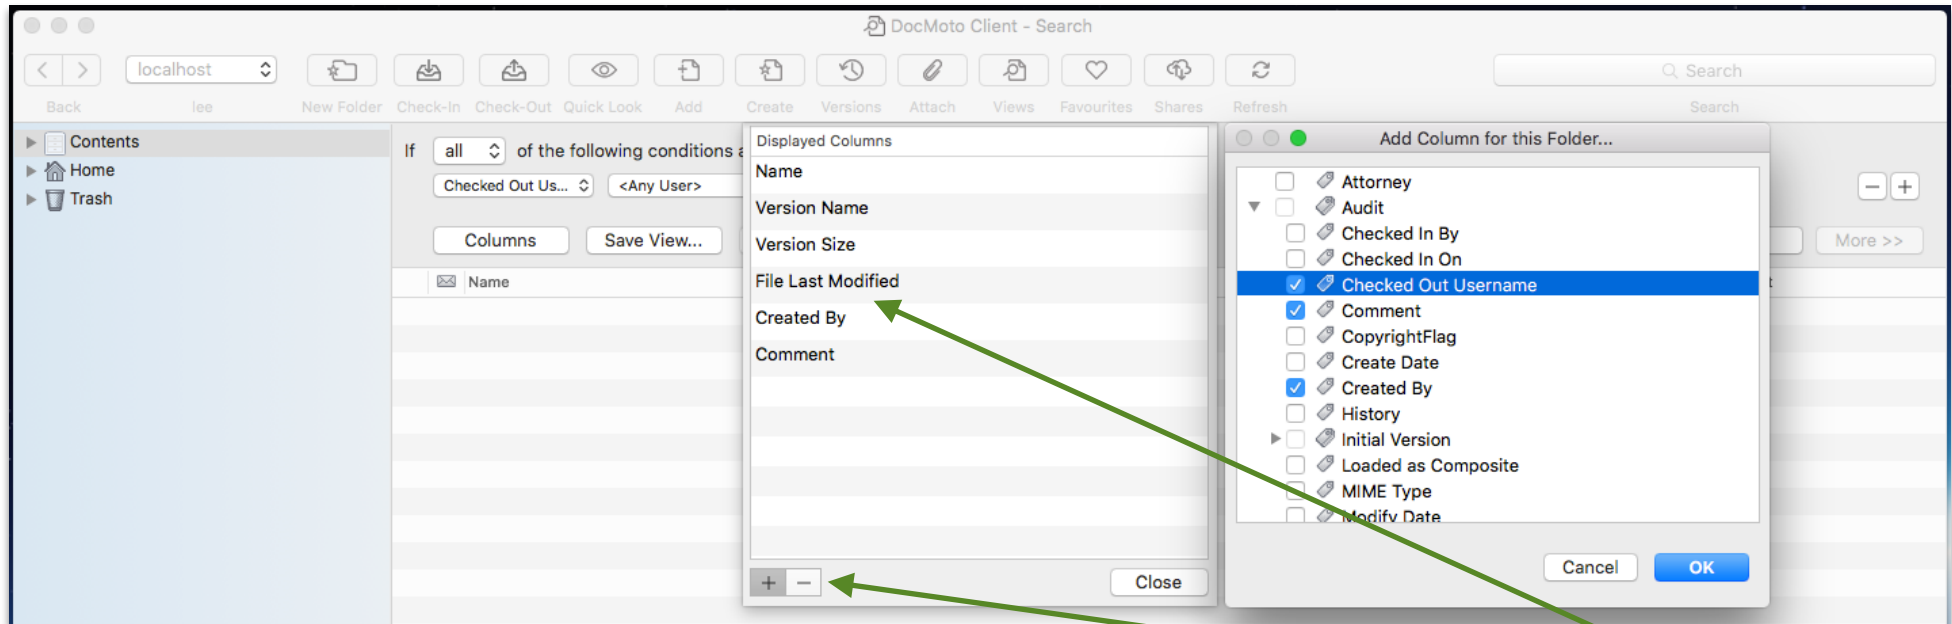 DocMoto Client - Search
localhost
Search
Back
lee
New Folder
Check-In
Check-Out
Quick Look
Add
Create
Versions
Attach
Views
Favourites
Shares
Refresh
Search
Contents
Home
Trash
If all of the following conditions a
Checked Out Us...
<Any User>
Columns
Save View...
More >>
Name
Displayed Columns
Name
Version Name
Version Size
File Last Modified
Created By
Comment
+ −
Close
Add Column for this Folder...
Attorney
Audit
Checked In By
Checked In On
Checked Out Username
Comment
CopyrightFlag
Create Date
Created By
History
Initial Version
Loaded as Composite
MIME Type
Modify Date
Cancel
OK
− +